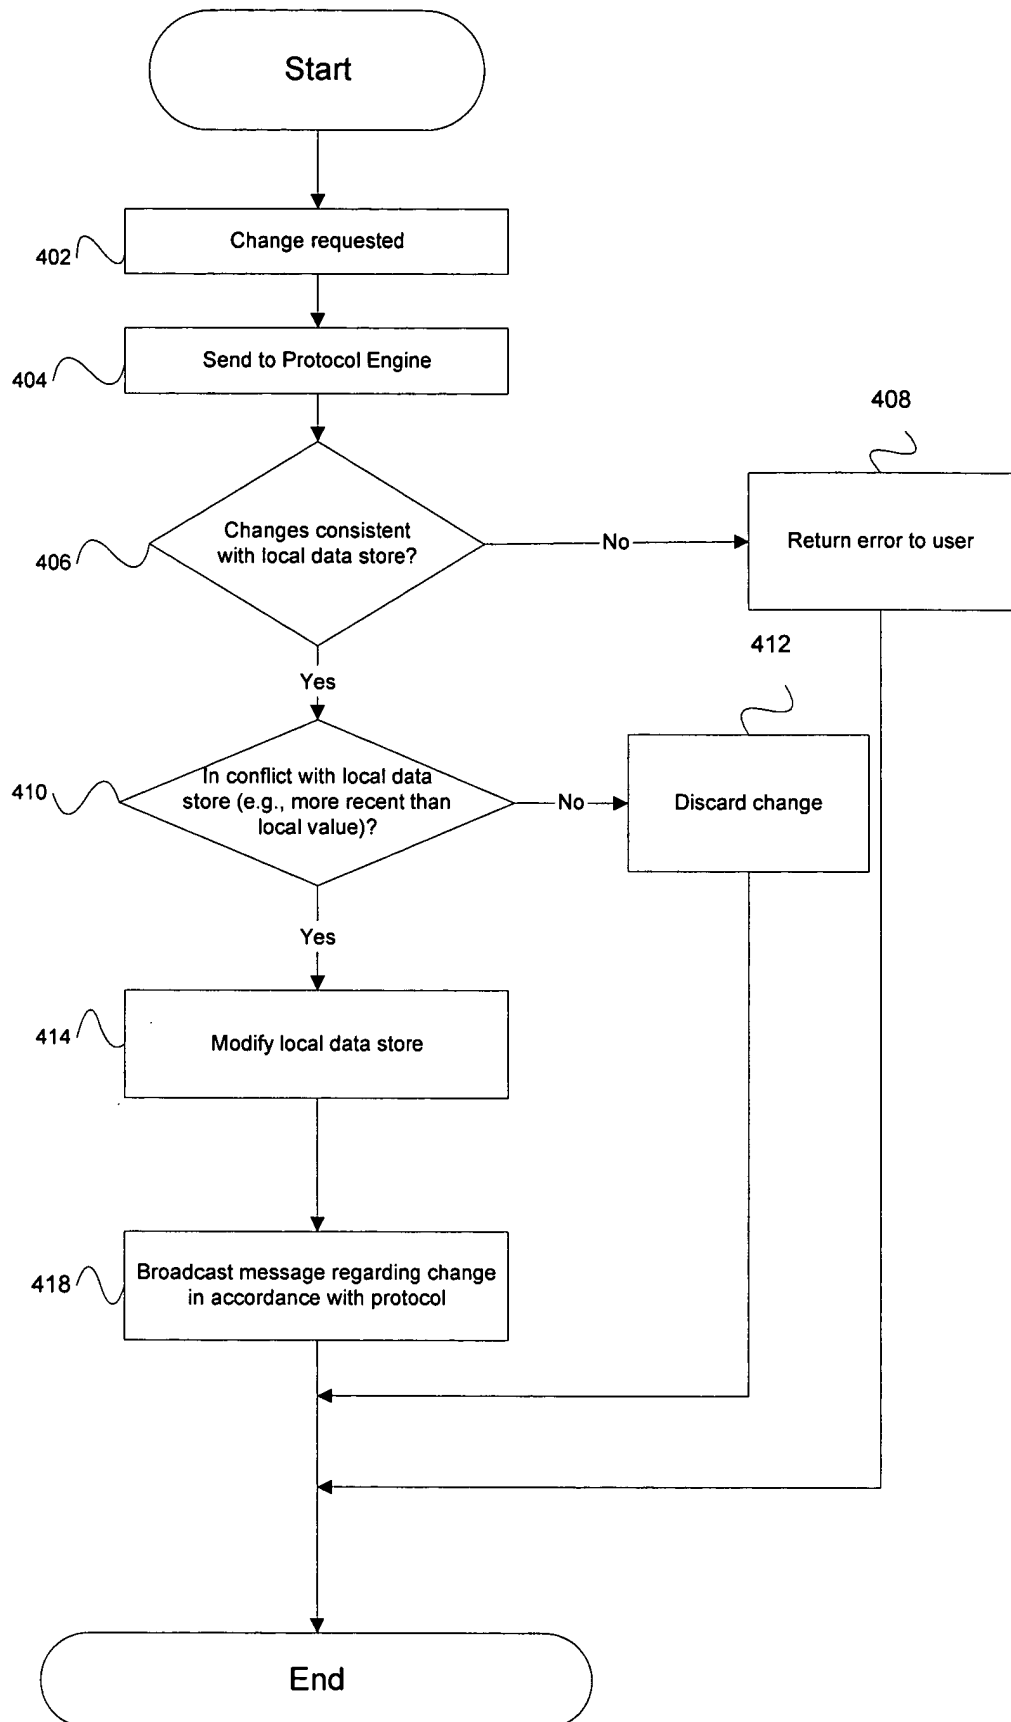 Start
Change requested
402
Send to Protocol Engine
404
408
Changes consistent
with local data store?
406
No
Return error to user
412
Yes
In conflict with local data
store (e.g., more recent than
local value)?
410
No
Discard change
Yes
414
Modify local data store
Broadcast message regarding change
in accordance with protocol
418
End